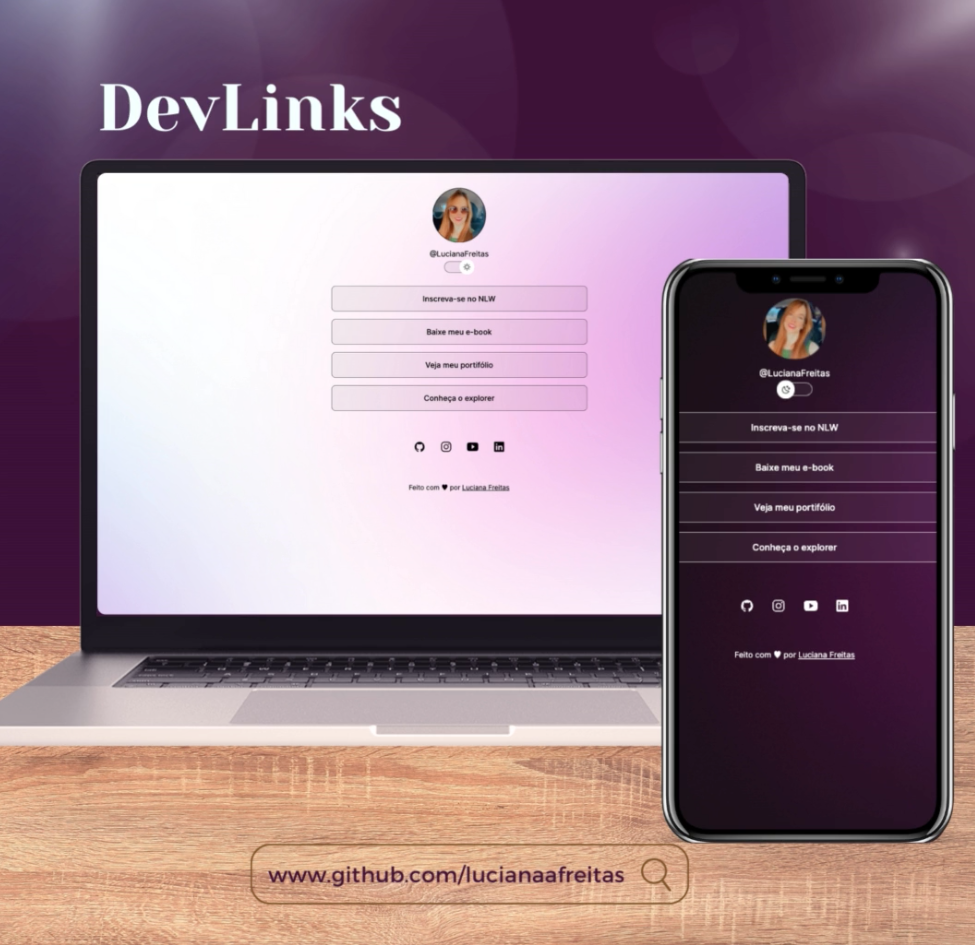 DevLinks
@LucianaFreitas
Inscreva-se no NLW
Baixe meu e-book
Veja meu portifólio
Conheça o explorer
Feito com ♥ por Luciana Freitas
@LucianaFreitas
Inscreva-se no NLW
Baixe meu e-book
Veja meu portifólio
Conheça o explorer
Feito com ♥ por Luciana Freitas
www.github.com/lucianaafreitas